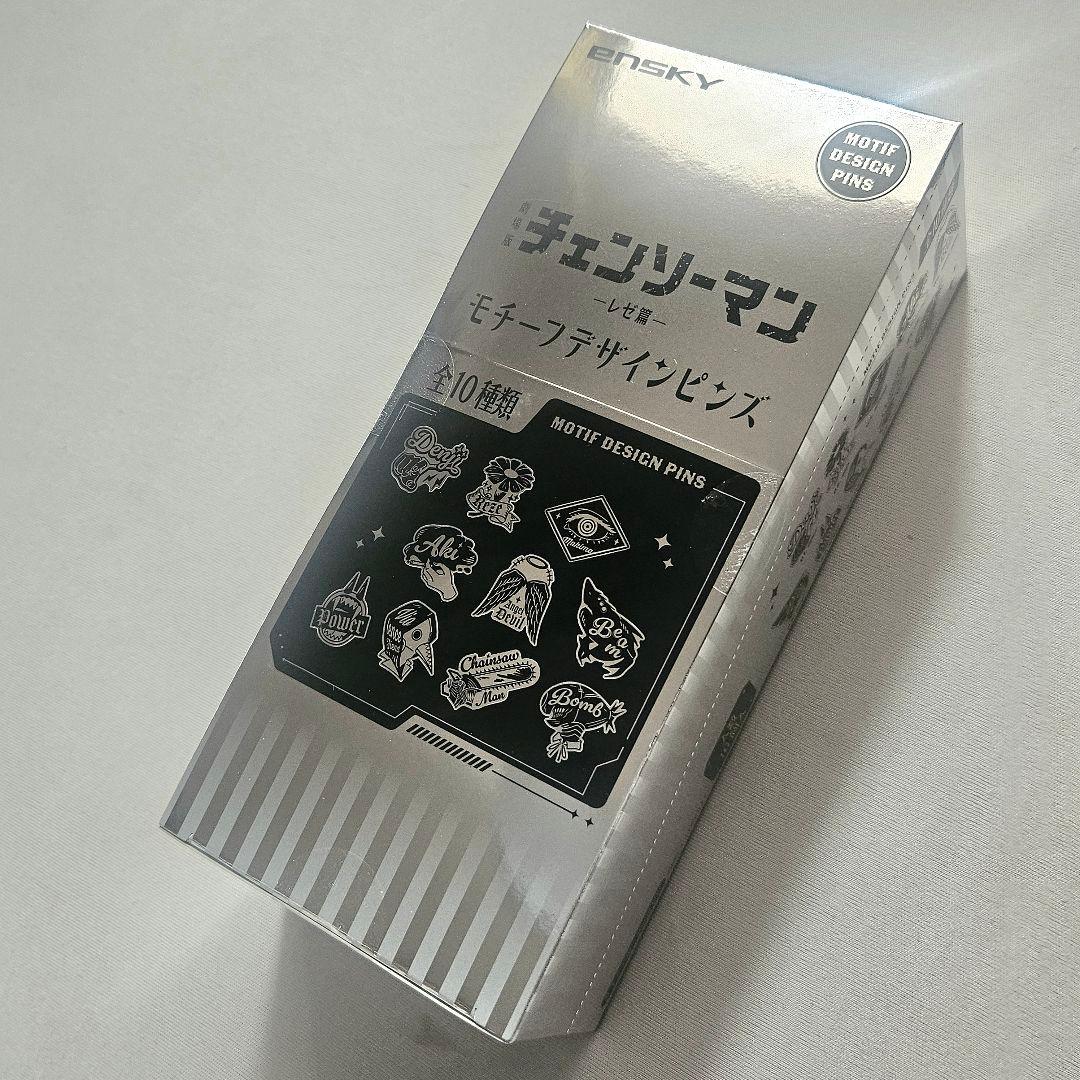 ensky
MOTIF
DESIGN
PINS
劇場版
チェンソーマン
ーレゼ篇ー
モチーフデザインピンズ
全10種類
MOTIF DESIGN PINS
Denji
Reze
Makima
Aki
Angel
Devil
Beam
Power
Chainsaw
Man
Bomb